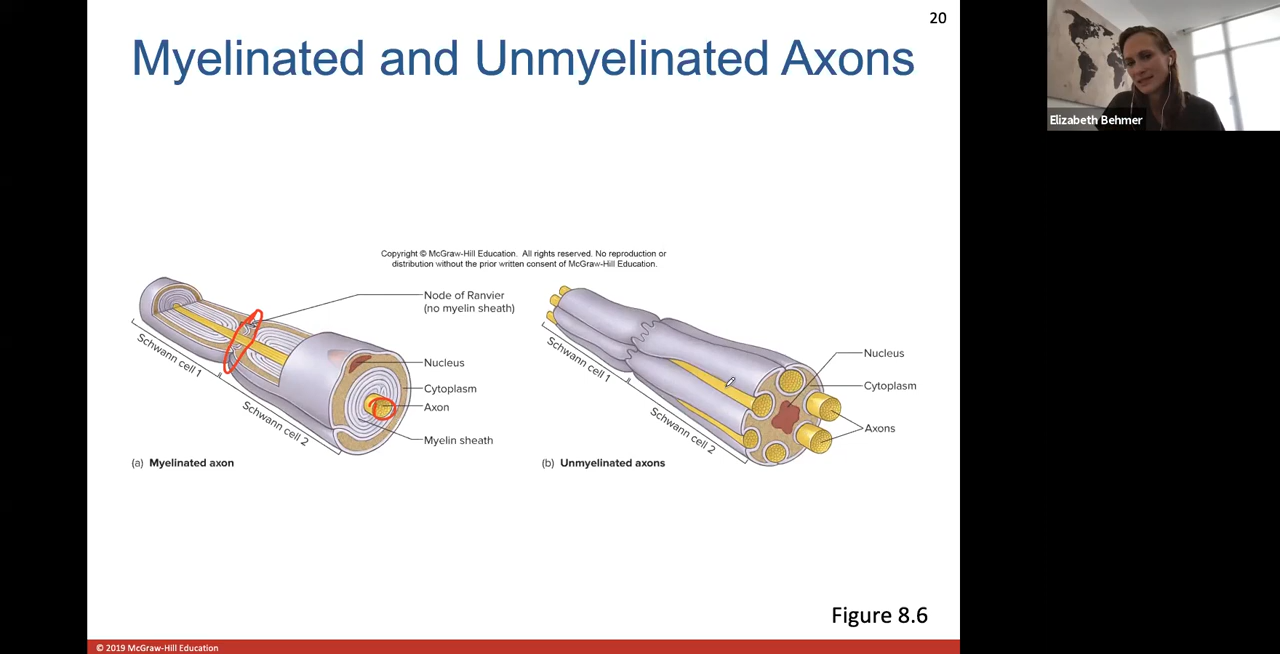 20
Myelinated and Unmyelinated Axons
Elizabeth Behmer
Copyright © McGraw-Hill Education. All rights reserved. No reproduction or
distribution without the prior written consent of McGraw-Hill Education.
Node of Ranvier
(no myelin sheath)
Schwann cell 1
Nucleus
Cytoplasm
Axon
Schwann cell 2
Myelin sheath
(a) Myelinated axon
Schwann cell 1
Nucleus
Cytoplasm
Axons
Schwann cell 2
(b) Unmyelinated axons
Figure 8.6
© 2019 McGraw-Hill Education